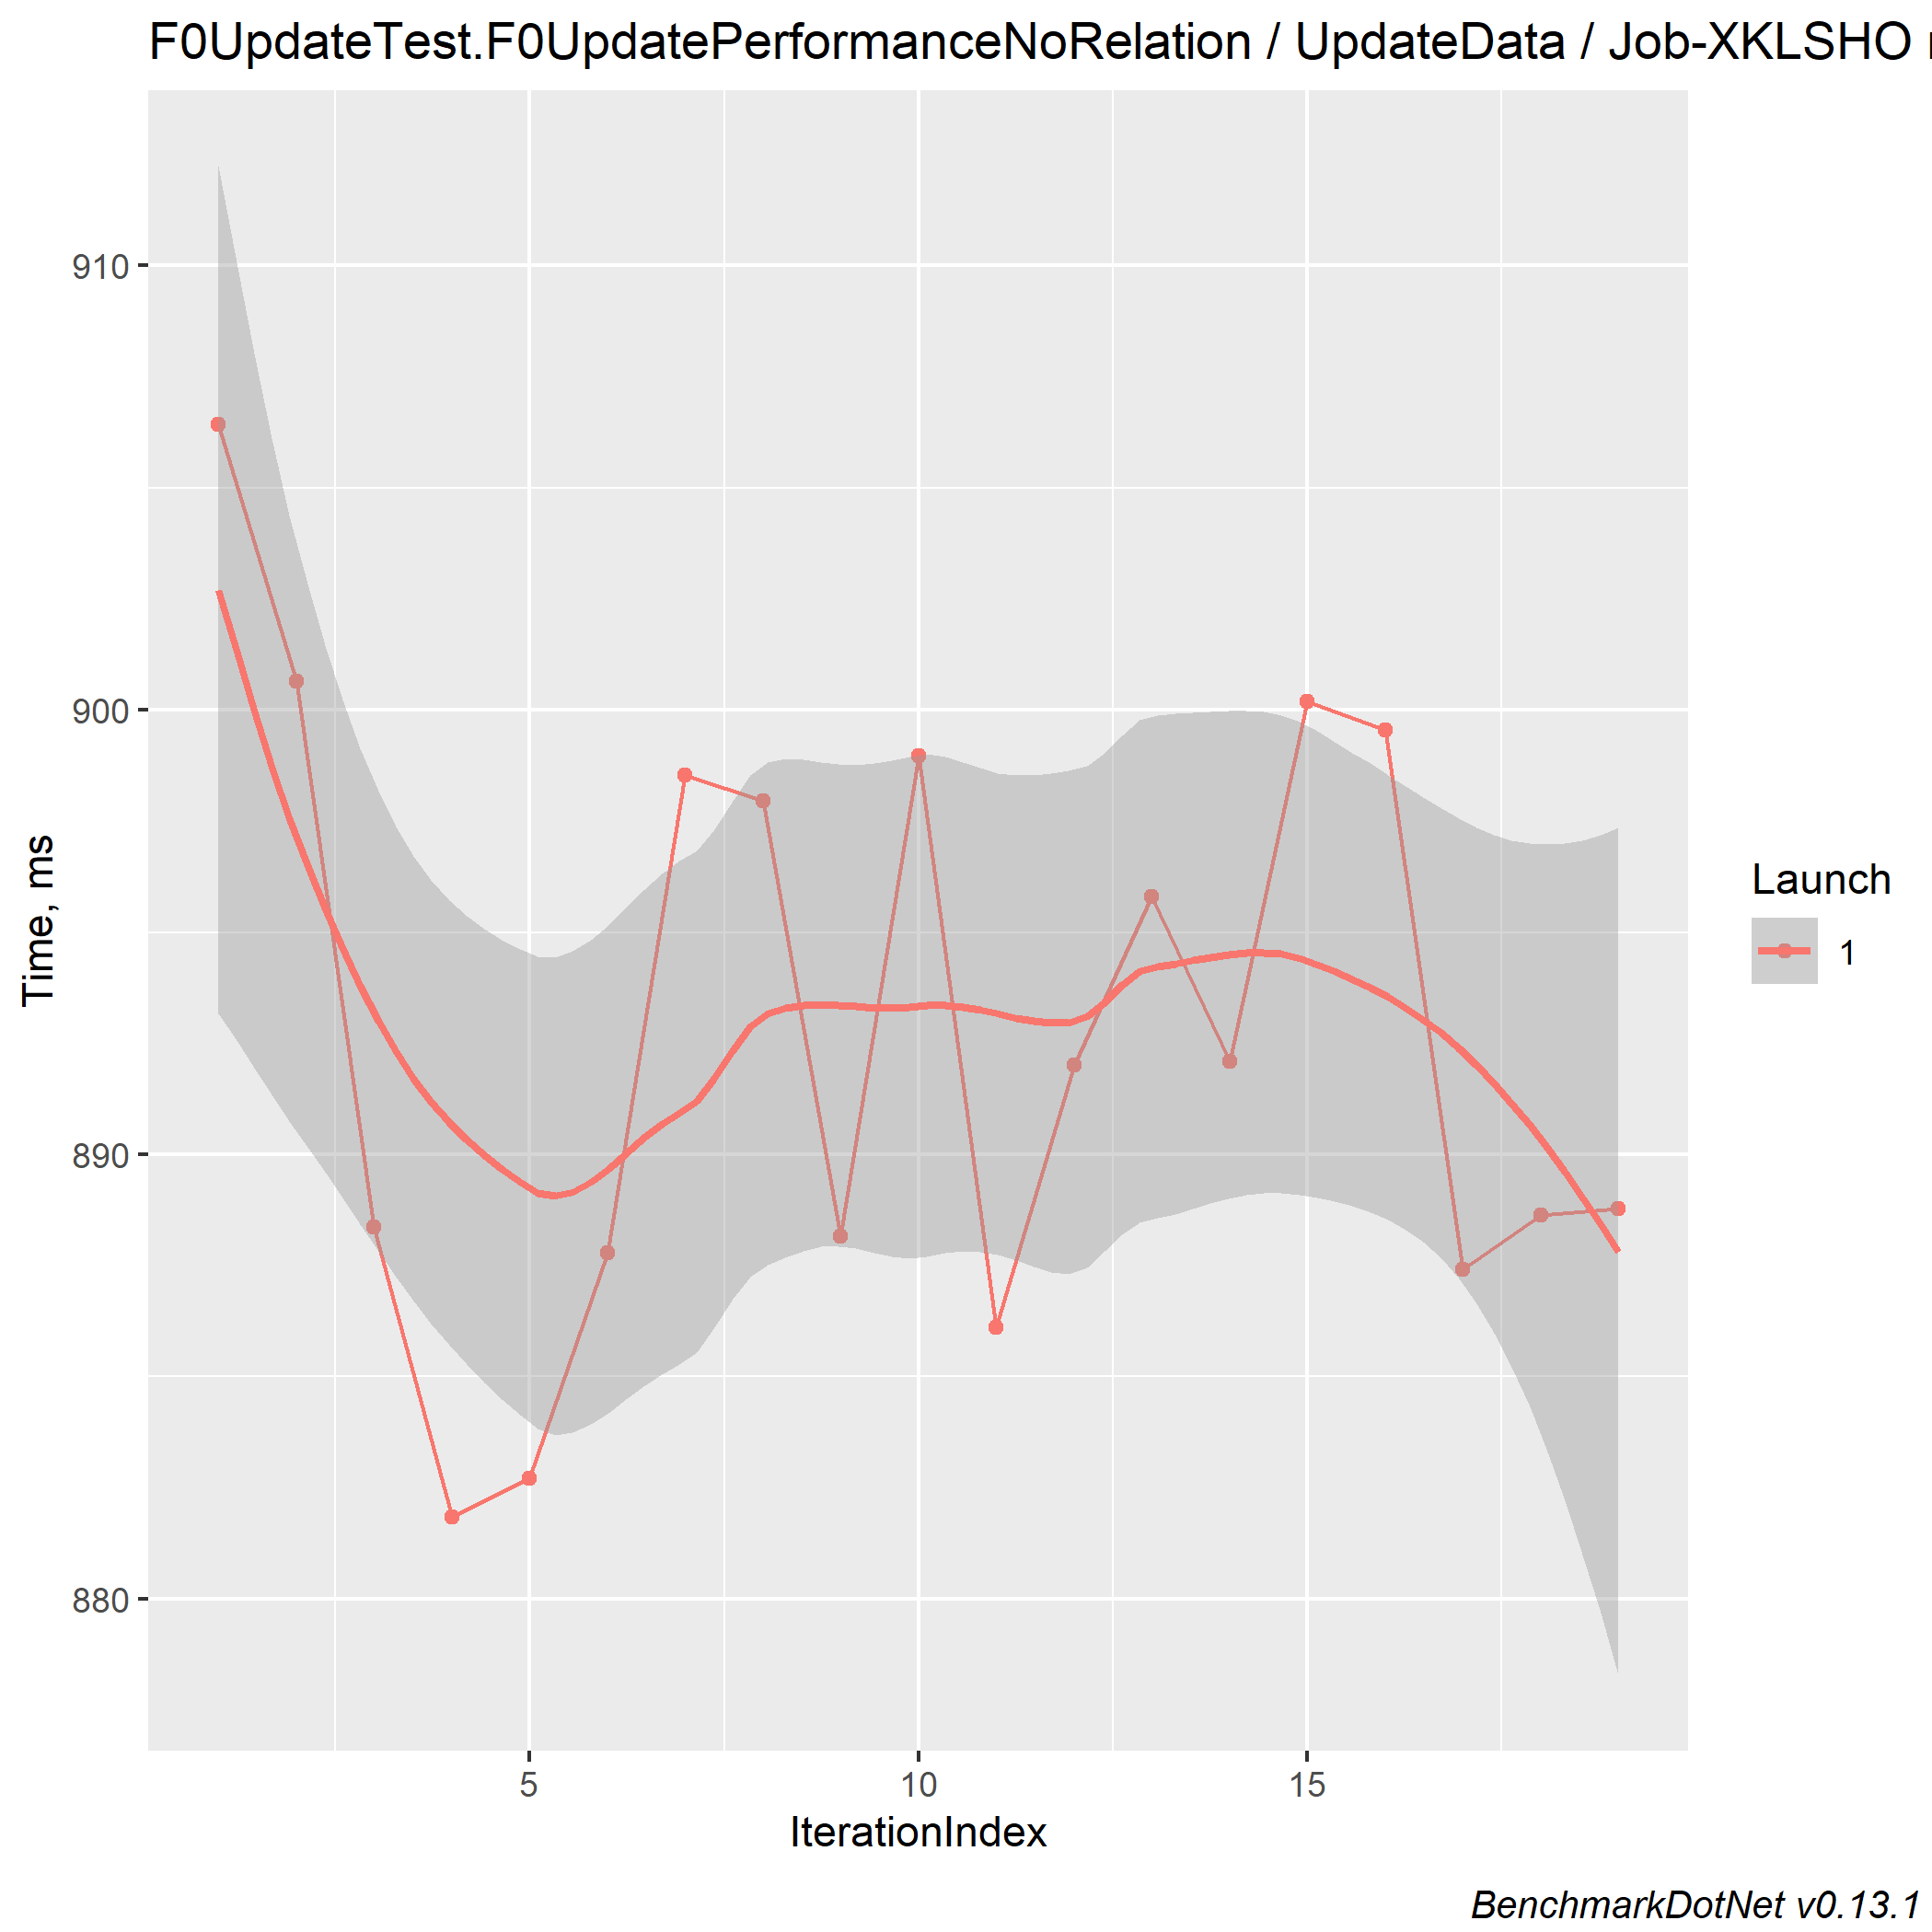 F0UpdateTest.F0UpdatePerformanceNoRelation / UpdateData / Job-XKLSHO
910
900
890
880
Time, ms
5 10 15
IterationIndex
Launch
1
BenchmarkDotNet v0.13.1